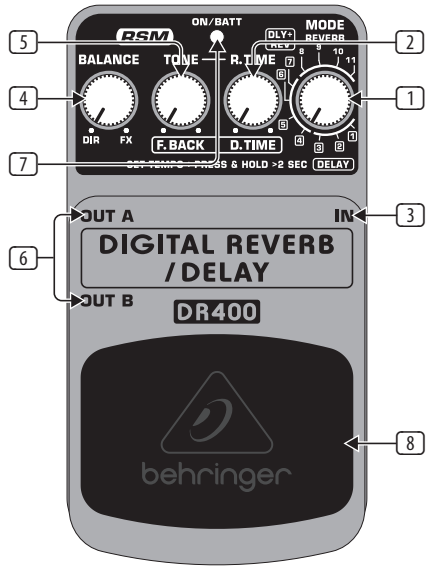 ON/BATT
MODE
RSM
DLY+
REV
REVERB
BALANCE
TONE
R.TIME
8 9 10 11
7
6
5
4 3 2 1
DIR FX
F.BACK
D.TIME
SET TEMPO - PRESS & HOLD >2 SEC DELAY
OUT A
IN
DIGITAL REVERB
/DELAY
OUT B
DR400
behringer
5
2
4
1
7
3
6
8